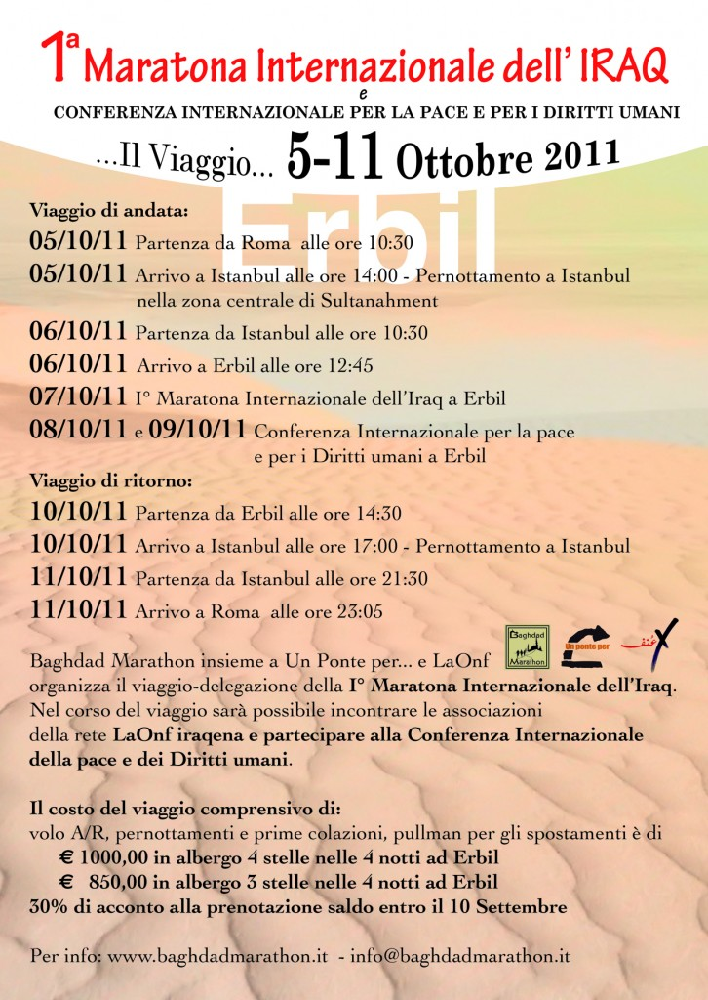 1ª Maratona Internazionale dell' IRAQ
e
CONFERENZA INTERNAZIONALE PER LA PACE E PER I DIRITTI UMANI
...Il Viaggio... 5-11 Ottobre 2011
Erbil
Viaggio di andata:
05/10/11 Partenza da Roma alle ore 10:30
05/10/11 Arrivo a Istanbul alle ore 14:00 - Pernottamento a Istanbul
nella zona centrale di Sultanahment
06/10/11 Partenza da Istanbul alle ore 10:30
06/10/11 Arrivo a Erbil alle ore 12:45
07/10/11 I° Maratona Internazionale dell'Iraq a Erbil
08/10/11 e 09/10/11 Conferenza Internazionale per la pace
e per i Diritti umani a Erbil
Viaggio di ritorno:
10/10/11 Partenza da Erbil alle ore 14:30
10/10/11 Arrivo a Istanbul alle ore 17:00 - Pernottamento a Istanbul
11/10/11 Partenza da Istanbul alle ore 21:30
11/10/11 Arrivo a Roma alle ore 23:05
Baghdad
Marathon
Un ponte per
عنف
Baghdad Marathon insieme a Un Ponte per... e LaOnf
organizza il viaggio-delegazione della I° Maratona Internazionale dell'Iraq.
Nel corso del viaggio sarà possibile incontrare le associazioni
della rete LaOnf iraqena e partecipare alla Conferenza Internazionale
della pace e dei Diritti umani.
Il costo del viaggio comprensivo di:
volo A/R, pernottamenti e prime colazioni, pullman per gli spostamenti è di
€ 1000,00 in albergo 4 stelle nelle 4 notti ad Erbil
€ 850,00 in albergo 3 stelle nelle 4 notti ad Erbil
30% di acconto alla prenotazione saldo entro il 10 Settembre
Per info: www.baghdadmarathon.it - info@baghdadmarathon.it